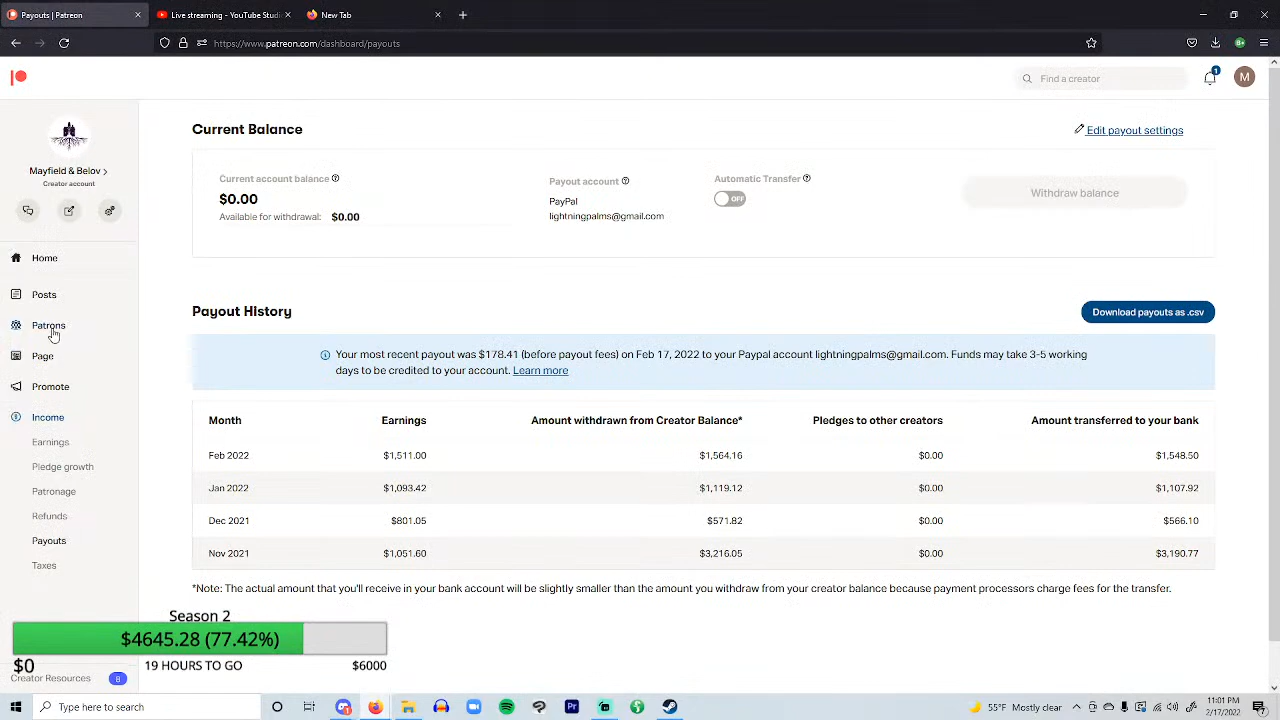 Payouts | Patreon
Live streaming - YouTube Studi
New Tab
https://www.patreon.com/dashboard/payouts
Find a creator
1
M
Mayfield & Belov >
Creator account
Home
Posts
Patrons
Page
Promote
Income
Earnings
Pledge growth
Patronage
Refunds
Payouts
Taxes
Creator Resources
8
Current Balance
Edit payout settings
Current account balance
$0.00
Available for withdrawal: $0.00
Payout account
PayPal
lightningpalms@gmail.com
Automatic Transfer
OFF
Withdraw balance
Payout History
Download payouts as .csv
Your most recent payout was $178.41 (before payout fees) on Feb 17, 2022 to your Paypal account lightningpalms@gmail.com. Funds may take 3-5 working
days to be credited to your account. Learn more
Month Earnings Amount withdrawn from Creator Balance* Pledges to other creators Amount transferred to your bank
Feb 2022 $1,511.00 $1,564.16 $0.00 $1,548.50
Jan 2022 $1,093.42 $1,119.12 $0.00 $1,107.92
Dec 2021 $801.05 $571.82 $0.00 $566.10
Nov 2021 $1,051.60 $3,216.05 $0.00 $3,190.77
*Note: The actual amount that you'll receive in your bank account will be slightly smaller than the amount you withdraw from your creator balance because payment processors charge fees for the transfer.
Season 2
$4645.28 (77.42%)
$0 19 HOURS TO GO $6000
Type here to search
Pr
55°F Mostly clear
11:01 PM
2/17/2022